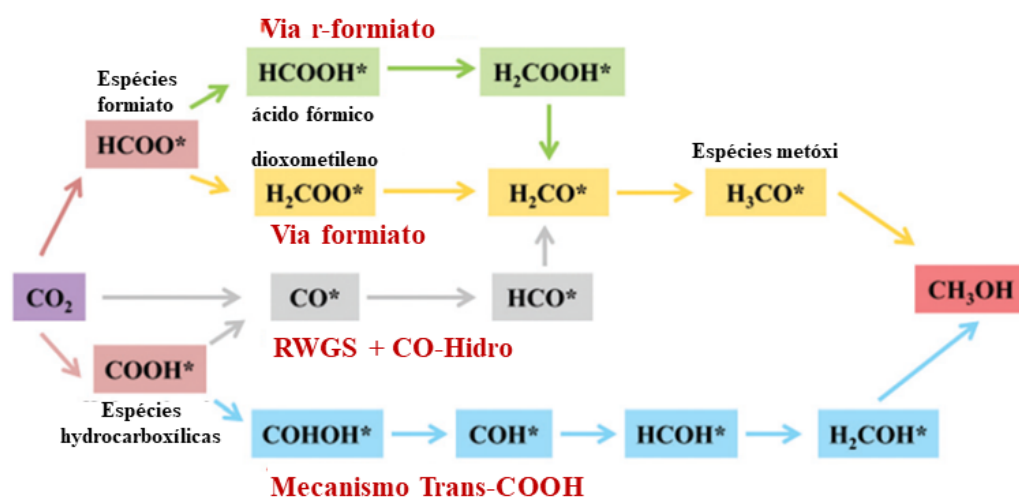 Via r-formiato
Espécies
formiato
HCOOH*
H₂COOH*
ácido fórmico
HCOO*
dioxometileno
Espécies metóxi
H₂COO*
H₂CO*
H₃CO*
Via formiato
CO₂
CO*
HCO*
CH₃OH
RWGS + CO-Hidro
COOH*
Espécies
hydrocarboxílicas
COHOH*
COH*
HCOH*
H₂COH*
Mecanismo Trans-COOH